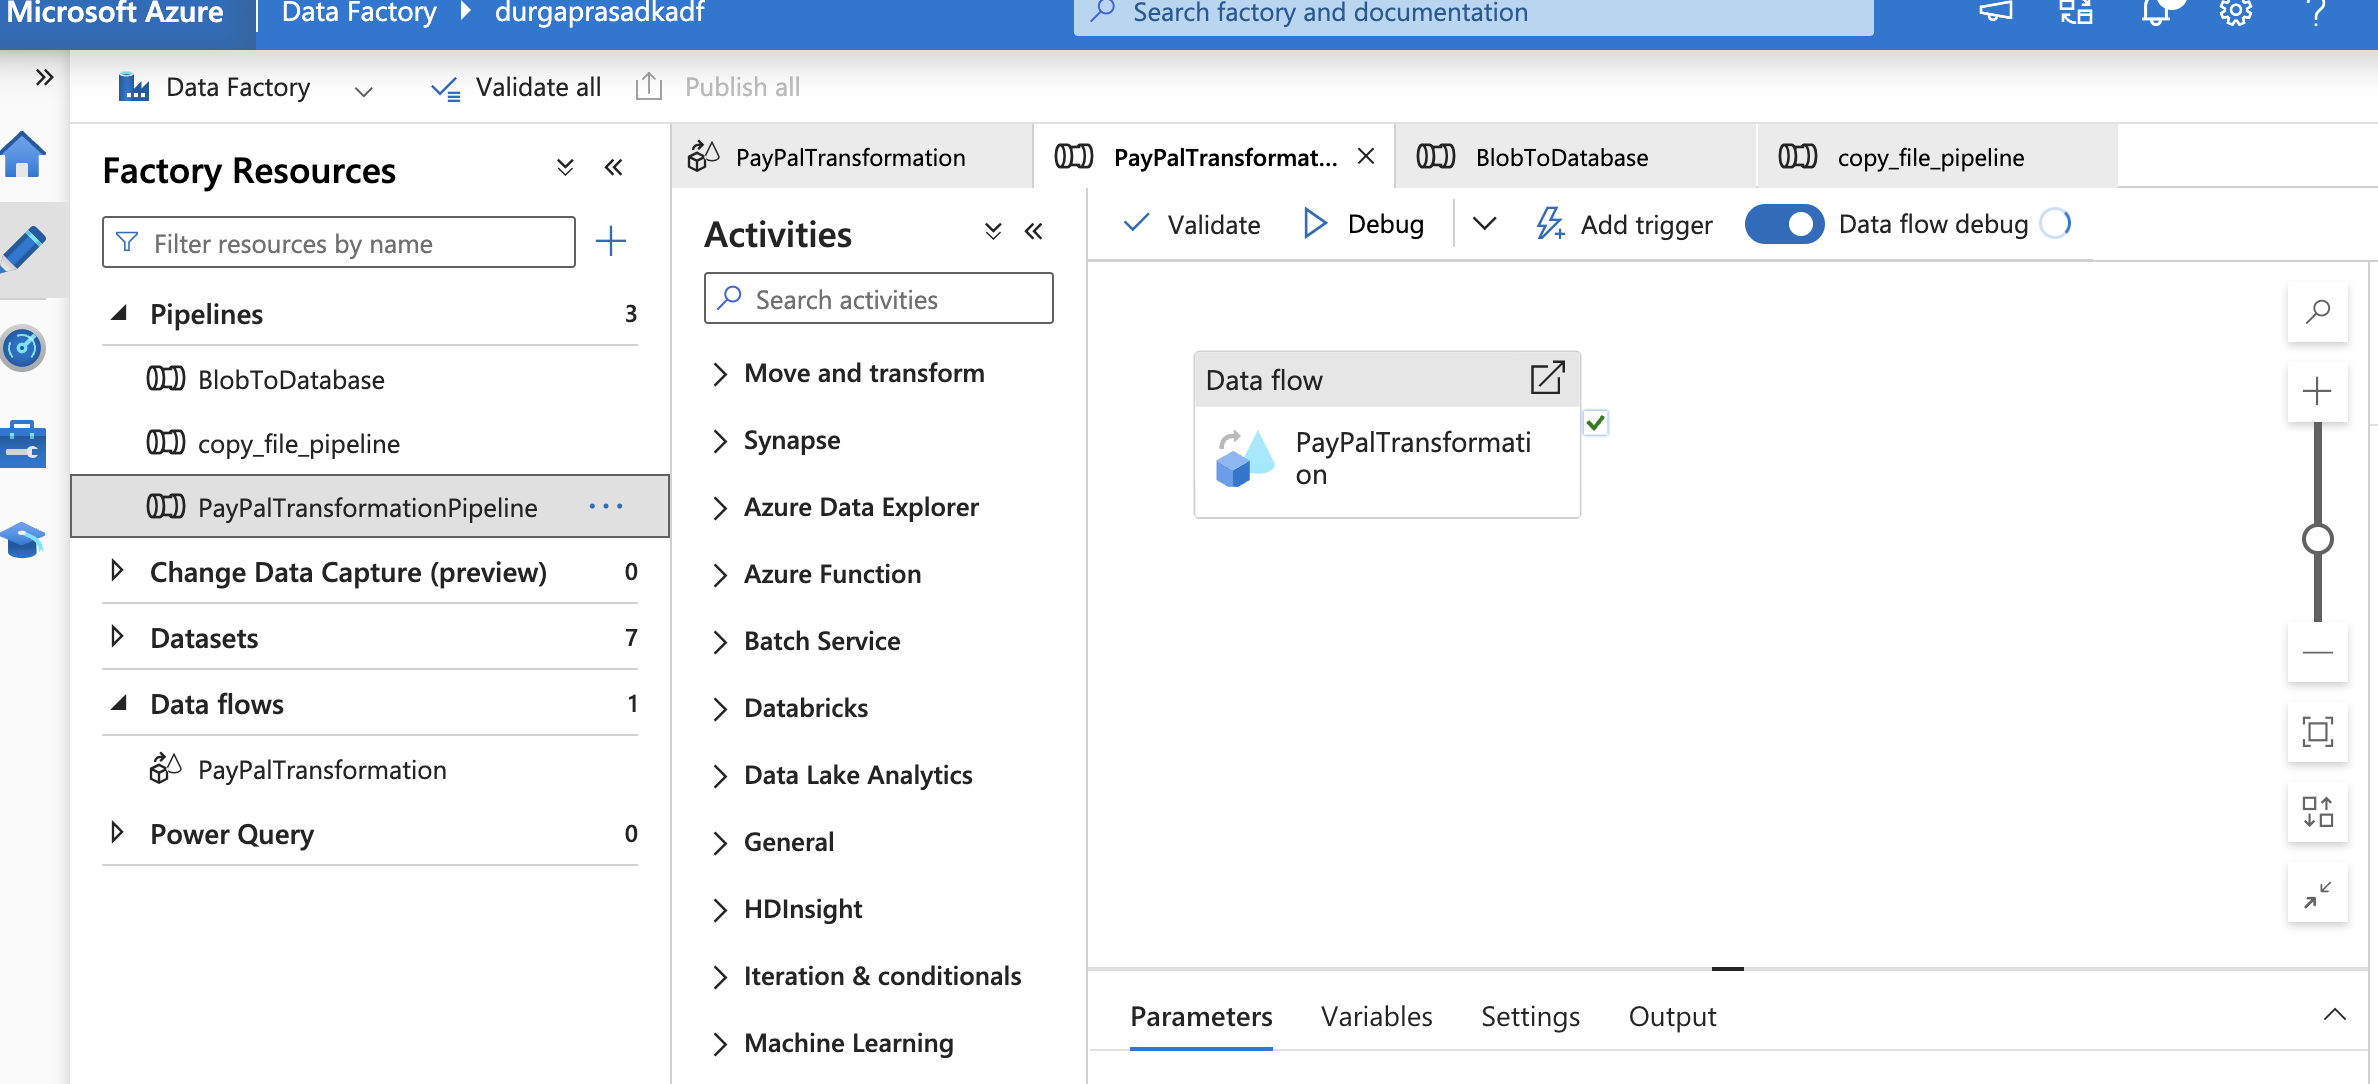 Microsoft Azure
Data Factory
durgaprasadkadf
Search factory and documentation
Data Factory
Validate all
Publish all
Factory Resources
Filter resources by name
Pipelines 3
BlobToDatabase
copy_file_pipeline
PayPalTransformationPipeline
Change Data Capture (preview) 0
Datasets 7
Data flows 1
PayPalTransformation
Power Query 0
PayPalTransformation
PayPalTransformat...
BlobToDatabase
copy_file_pipeline
Activities
Search activities
Move and transform
Synapse
Azure Data Explorer
Azure Function
Batch Service
Databricks
Data Lake Analytics
General
HDInsight
Iteration & conditionals
Machine Learning
Validate
Debug
Add trigger
Data flow debug
Data flow
PayPalTransformati
on
Parameters
Variables
Settings
Output